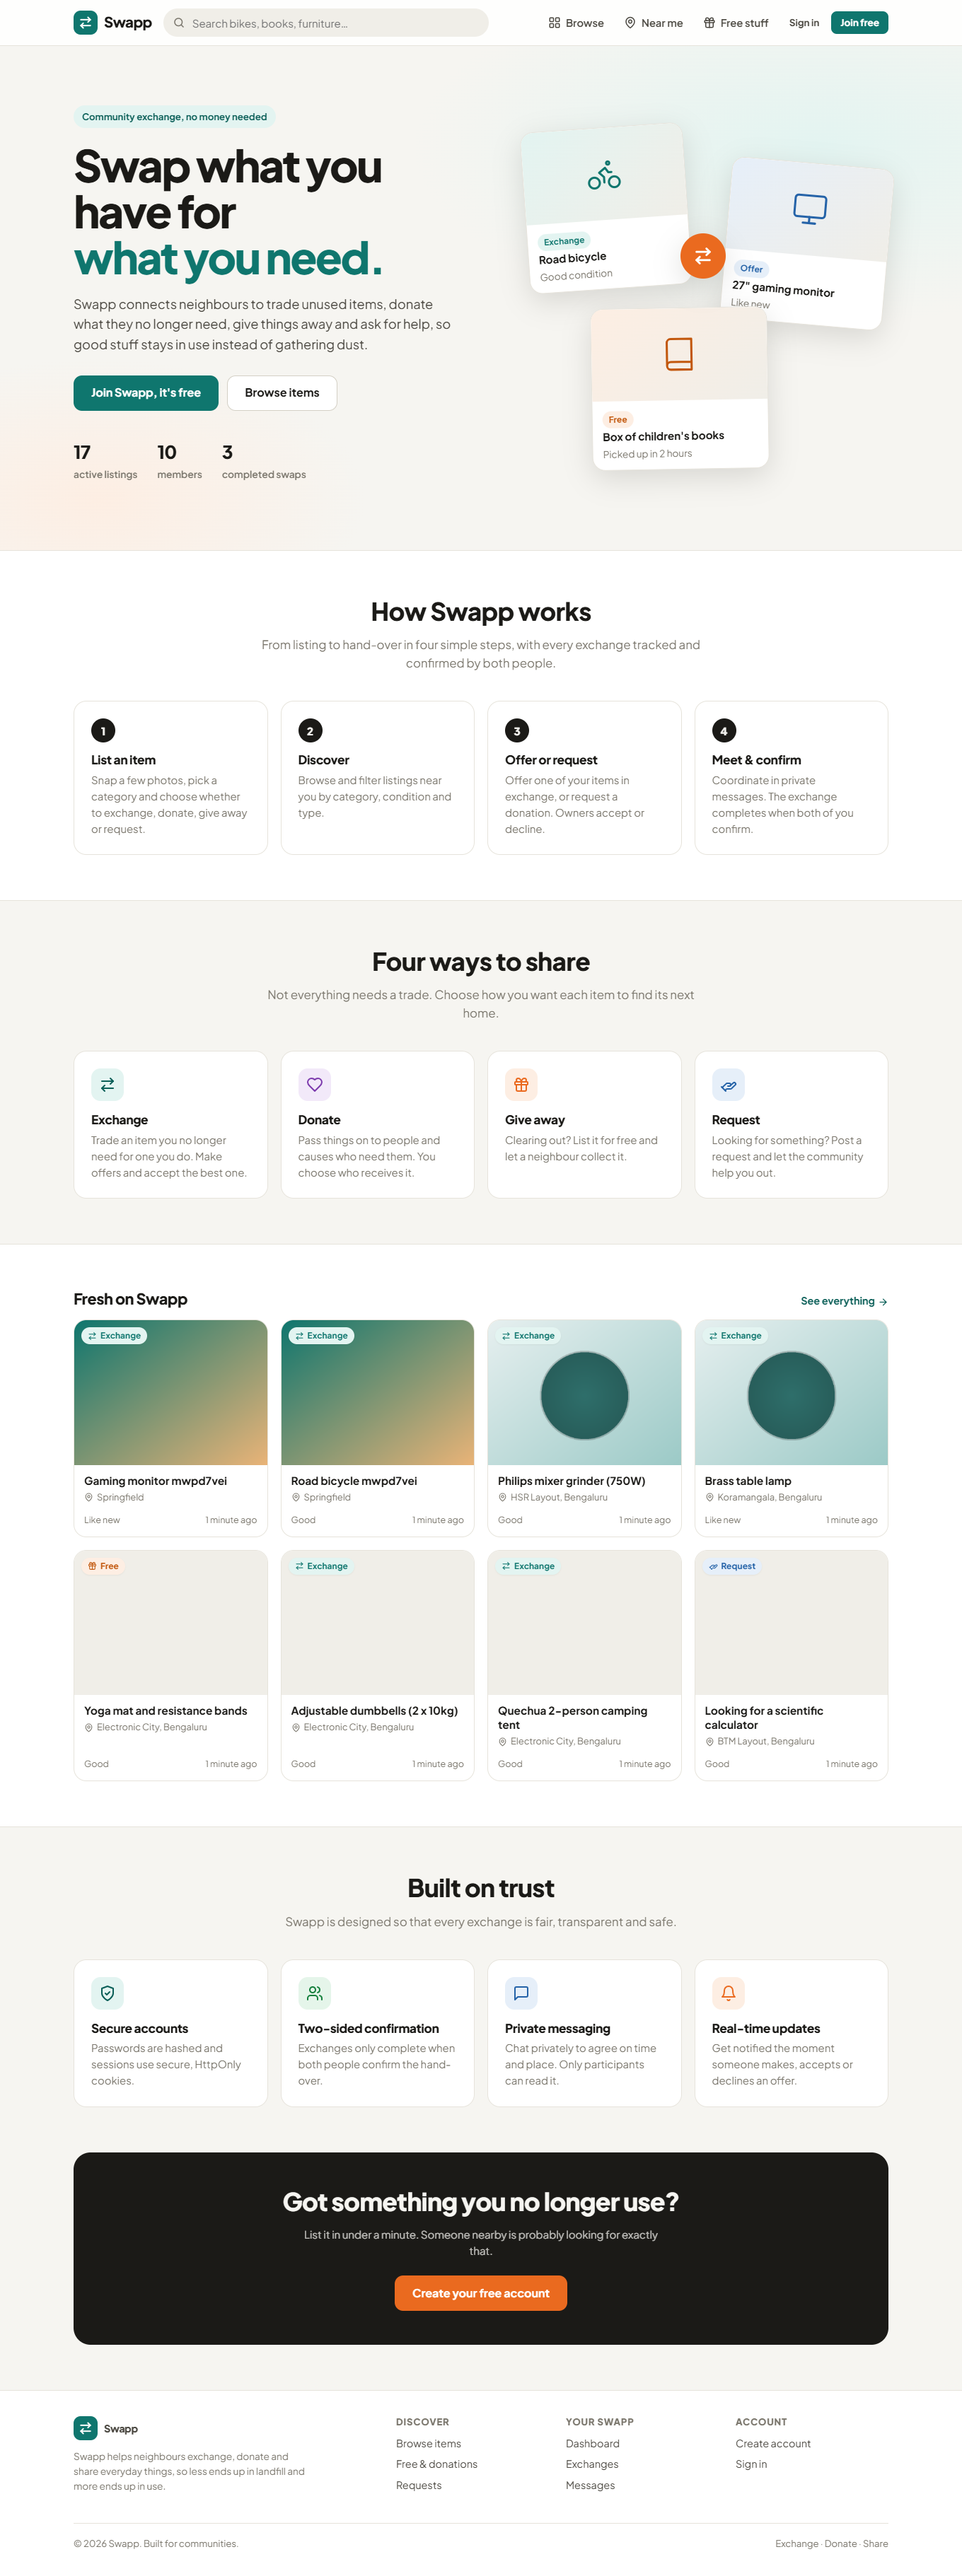 Swapp
Search bikes, books, furniture...
Browse
Near me
Free stuff
Sign in
Join free
Community exchange, no money needed
Swap what you
have for
what you need.
Swapp connects neighbours to trade unused items, donate
what they no longer need, give things away and ask for help, so
good stuff stays in use instead of gathering dust.
Join Swapp, it's free
Browse items
17
active listings
10
members
3
completed swaps
Exchange
Road bicycle
Good condition
Offer
27" gaming monitor
Like new
Free
Box of children's books
Picked up in 2 hours
How Swapp works
From listing to hand-over in four simple steps, with every exchange tracked and
confirmed by both people.
1
List an item
Snap a few photos, pick a
category and choose whether
to exchange, donate, give away
or request.
2
Discover
Browse and filter listings near
you by category, condition and
type.
3
Offer or request
Offer one of your items in
exchange, or request a
donation. Owners accept or
decline.
4
Meet & confirm
Coordinate in private
messages. The exchange
completes when both of you
confirm.
Four ways to share
Not everything needs a trade. Choose how you want each item to find its next
home.
Exchange
Trade an item you no longer
need for one you do. Make
offers and accept the best one.
Donate
Pass things on to people and
causes who need them. You
choose who receives it.
Give away
Clearing out? List it for free and
let a neighbour collect it.
Request
Looking for something? Post a
request and let the community
help you out.
Fresh on Swapp
See everything →
Exchange
Gaming monitor mwpd7vei
Springfield
Like new
1 minute ago
Exchange
Road bicycle mwpd7vei
Springfield
Good
1 minute ago
Exchange
Philips mixer grinder (750W)
HSR Layout, Bengaluru
Good
1 minute ago
Exchange
Brass table lamp
Koramangala, Bengaluru
Like new
1 minute ago
Free
Yoga mat and resistance bands
Electronic City, Bengaluru
Good
1 minute ago
Exchange
Adjustable dumbbells (2 x 10kg)
Electronic City, Bengaluru
Good
1 minute ago
Exchange
Quechua 2-person camping
tent
Electronic City, Bengaluru
Good
1 minute ago
Request
Looking for a scientific
calculator
BTM Layout, Bengaluru
Good
1 minute ago
Built on trust
Swapp is designed so that every exchange is fair, transparent and safe.
Secure accounts
Passwords are hashed and
sessions use secure, HttpOnly
cookies.
Two-sided confirmation
Exchanges only complete when
both people confirm the hand-
over.
Private messaging
Chat privately to agree on time
and place. Only participants
can read it.
Real-time updates
Get notified the moment
someone makes, accepts or
declines an offer.
Got something you no longer use?
List it in under a minute. Someone nearby is probably looking for exactly
that.
Create your free account
Swapp
Swapp helps neighbours exchange, donate and
share everyday things, so less ends up in landfill and
more ends up in use.
DISCOVER
Browse items
Free & donations
Requests
YOUR SWAPP
Dashboard
Exchanges
Messages
ACCOUNT
Create account
Sign in
© 2026 Swapp. Built for communities.
Exchange · Donate · Share